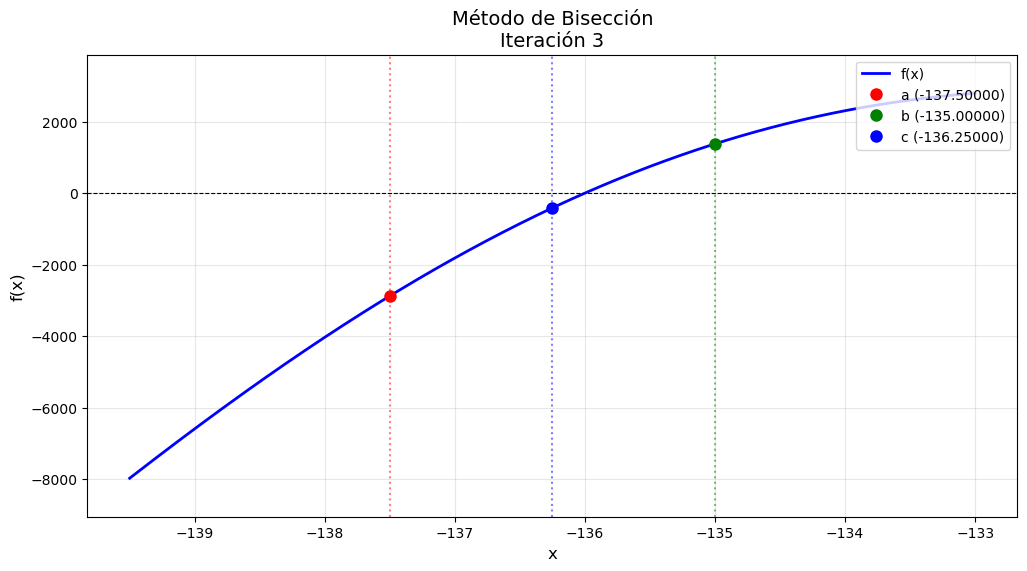 Método de Bisección
Iteración 3
f(x)
a (-137.50000)
b (-135.00000)
c (-136.25000)
2000
0
−2000
−4000
−6000
−8000
f(x)
−139
−138
−137
−136
−135
−134
−133
x